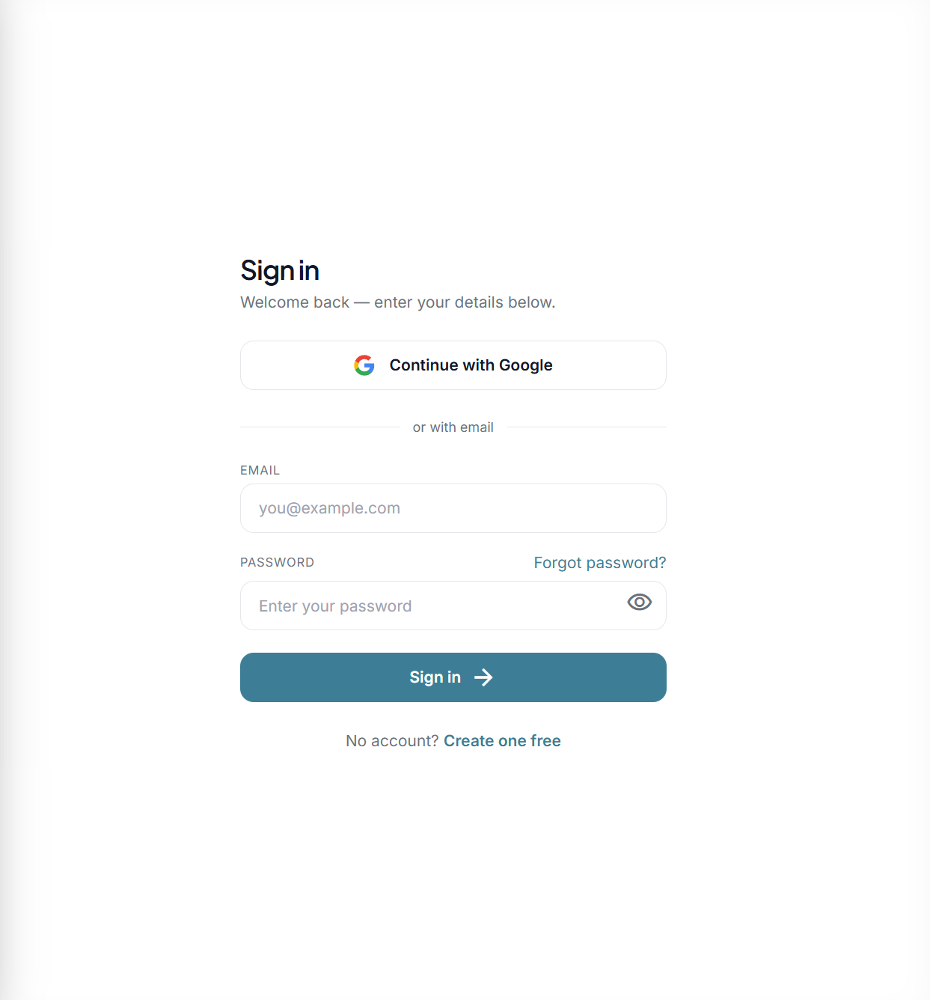 Sign in
Welcome back — enter your details below.
Continue with Google
or with email
EMAIL
you@example.com
PASSWORD
Forgot password?
Enter your password
Sign in
No account? Create one free